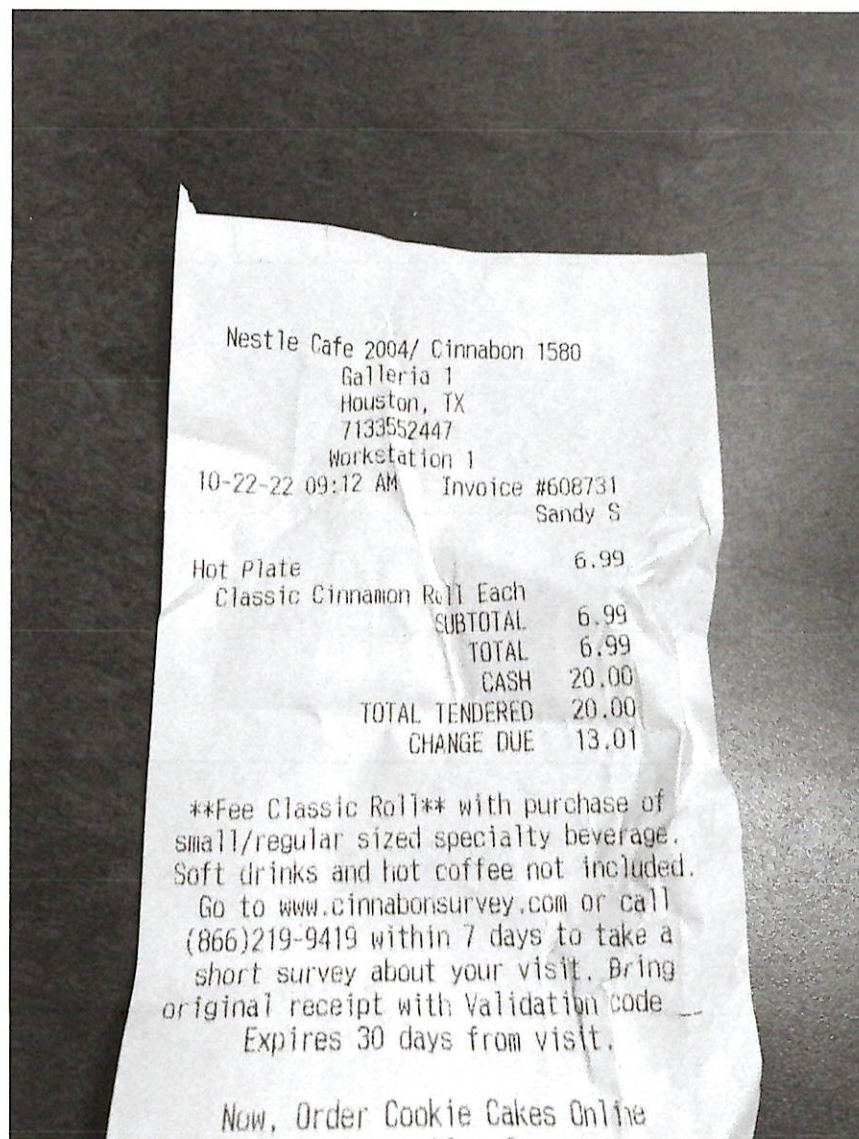 Nestle Cafe 2004/ Cinnabon 1580
Galleria 1
Houston, TX
7133552447
Workstation 1
10-22-22 09:12 AM Invoice #608731
Sandy S
Hot Plate 6.99
Classic Cinnamon Roll Each
SUBTOTAL 6.99
TOTAL 6.99
CASH 20.00
TOTAL TENDERED 20.00
CHANGE DUE 13.01
**Fee Classic Roll** with purchase of
small/regular sized specialty beverage.
Soft drinks and hot coffee not included.
Go to www.cinnabonsurvey.com or call
(866)219-9419 within 7 days to take a
short survey about your visit. Bring
original receipt with Validation code __
Expires 30 days from visit.
Now, Order Cookie Cakes Online